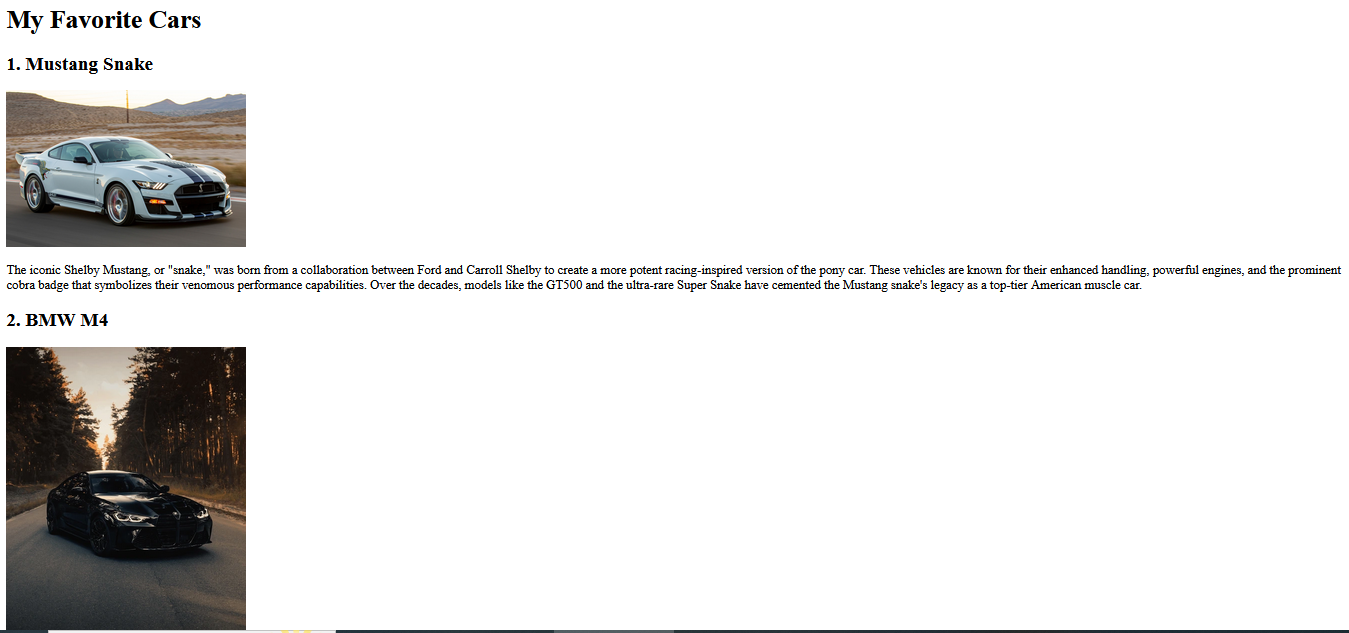 My Favorite Cars
1. Mustang Snake
The iconic Shelby Mustang, or "snake," was born from a collaboration between Ford and Carroll Shelby to create a more potent racing-inspired version of the pony car. These vehicles are known for their enhanced handling, powerful engines, and the prominent
cobra badge that symbolizes their venomous performance capabilities. Over the decades, models like the GT500 and the ultra-rare Super Snake have cemented the Mustang snake's legacy as a top-tier American muscle car.
2. BMW M4